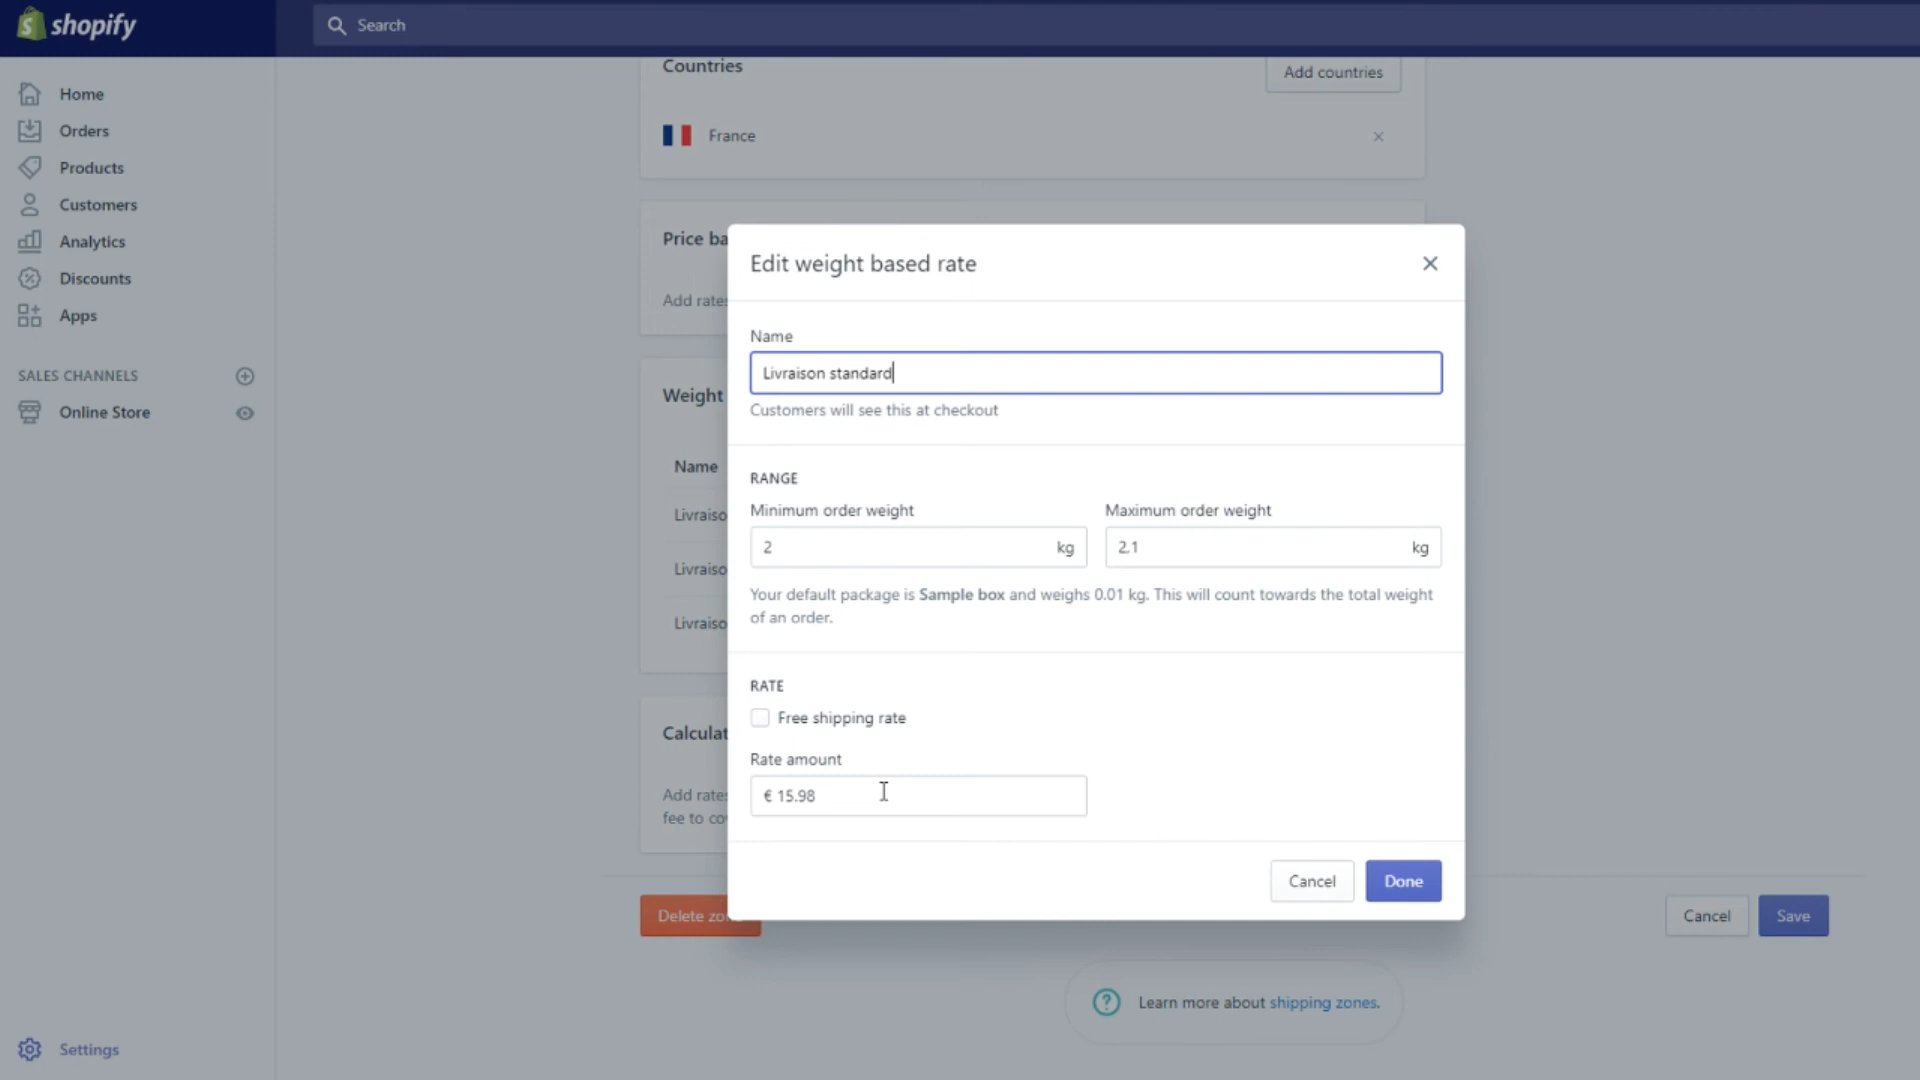 shopify
Search
Home
Orders
Products
Customers
Analytics
Discounts
Apps
SALES CHANNELS
Online Store
Settings
Countries
Add countries
France
Price ba
Add rates
Weight
Name
Livraiso
Livraiso
Livraiso
Calculat
Add rates
fee to co
Edit weight based rate
Name
Livraison standard
Customers will see this at checkout
RANGE
Minimum order weight
Maximum order weight
2 kg
2.1 kg
Your default package is Sample box and weighs 0.01 kg. This will count towards the total weight
of an order.
RATE
Free shipping rate
Rate amount
€ 15.98
Cancel
Done
Delete zon
Cancel
Save
Learn more about shipping zones.